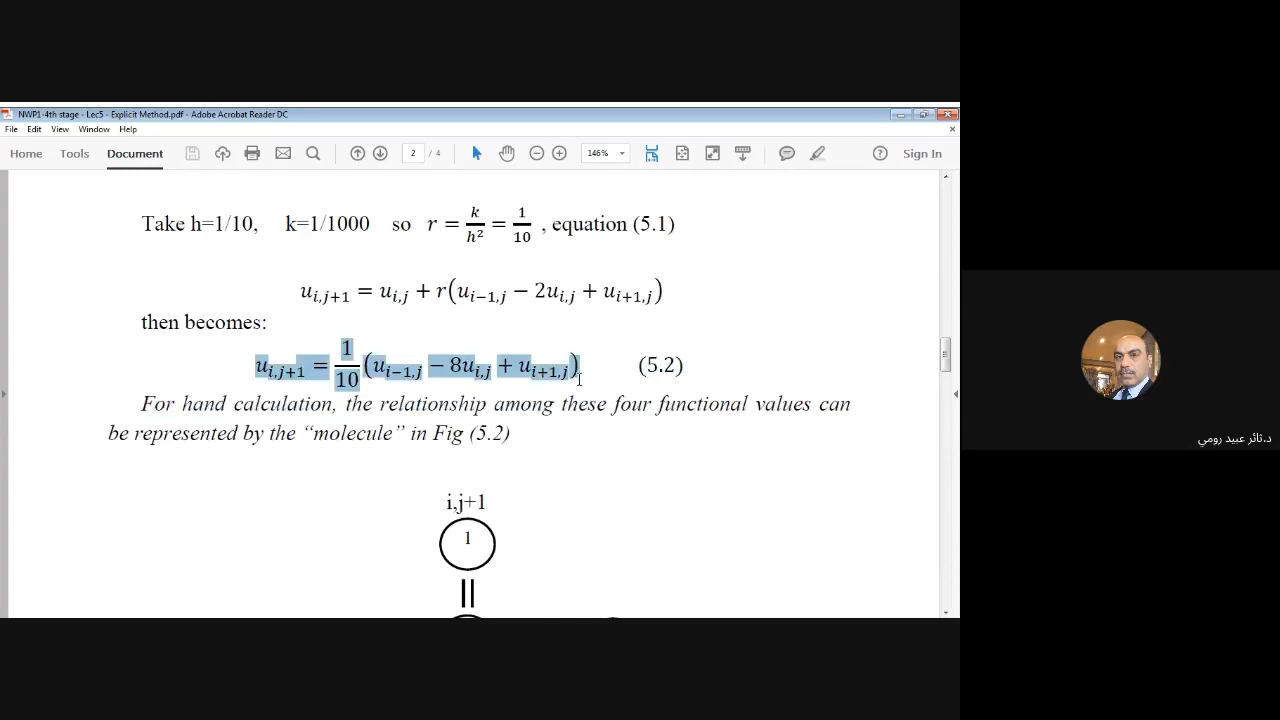 NWP1-4th stage - Lec5 - Explicit Method.pdf - Adobe Acrobat Reader DC
File Edit View Window Help
Home Tools Document 2 / 4 146% Sign In
Take h=1/10, k=1/1000 so r = k/h² = 1/10 , equation (5.1)
u_{i,j+1} = u_{i,j} + r(u_{i−1,j} − 2u_{i,j} + u_{i+1,j})
then becomes:
u_{i,j+1} = 1/10 (u_{i−1,j} − 8u_{i,j} + u_{i+1,j}) (5.2)
For hand calculation, the relationship among these four functional values can
be represented by the “molecule” in Fig (5.2)
i,j+1
1
د.ثائر عبيد رومي